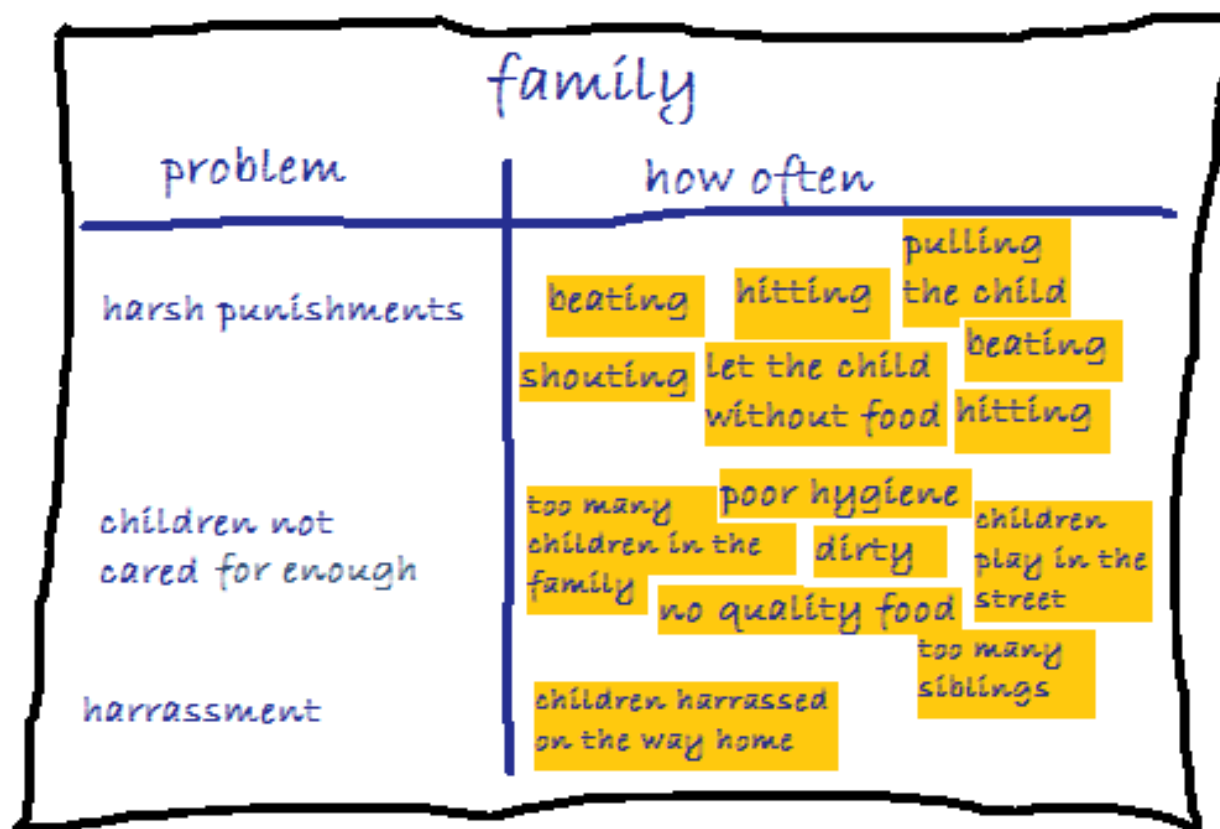 family
problem
how often
harsh punishments
beating
hitting
pulling
the child
shouting
let the child
without food
beating
hitting
children not
cared for enough
too many
children in the
family
poor hygiene
dirty
children
play in the
street
no quality food
too many
siblings
harrassment
children harrassed
on the way home